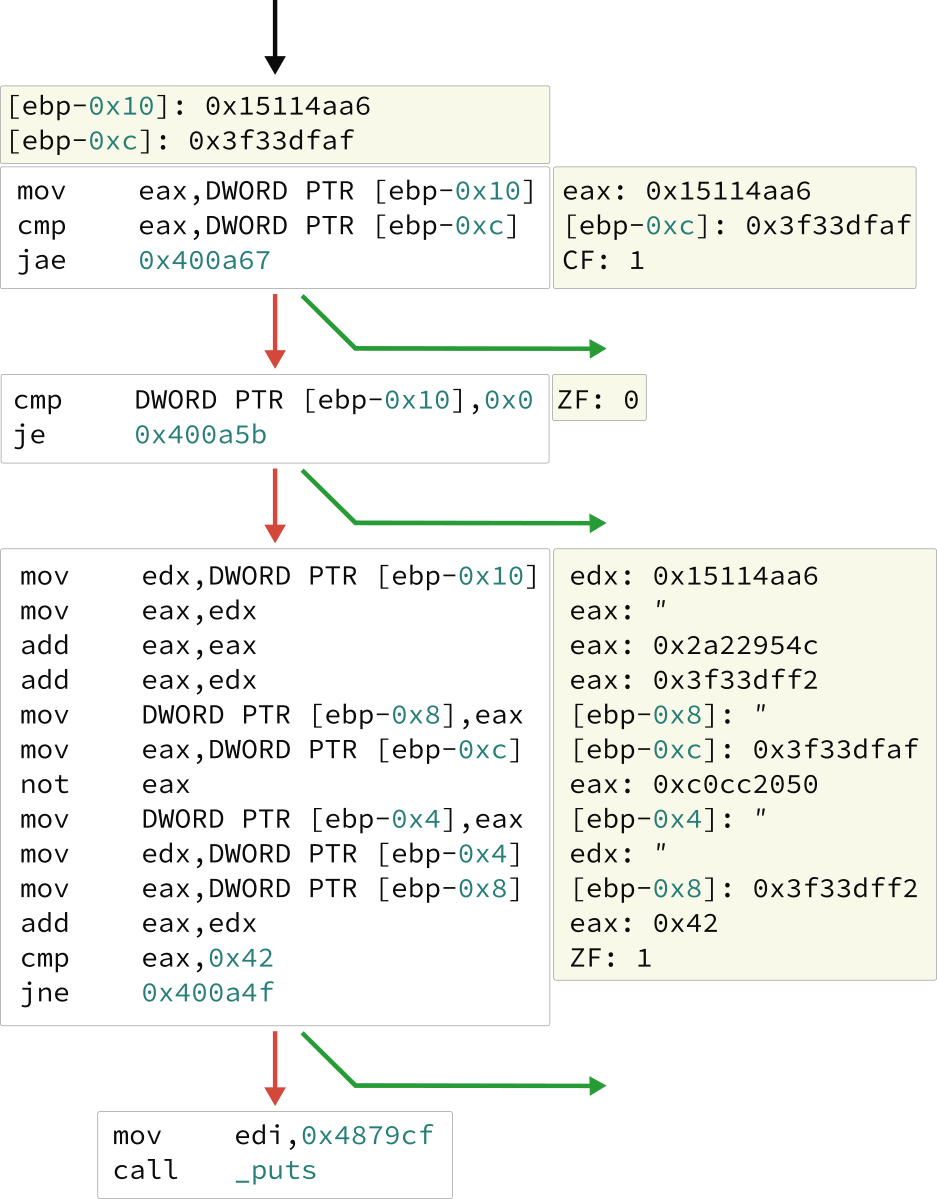 [ebp-0x10]: 0x15114aa6
[ebp-0xc]: 0x3f33dfaf
mov eax,DWORD PTR [ebp-0x10] eax: 0x15114aa6
cmp eax,DWORD PTR [ebp-0xc] [ebp-0xc]: 0x3f33dfaf
jae 0x400a67 CF: 1
cmp DWORD PTR [ebp-0x10],0x0 ZF: 0
je 0x400a5b
mov edx,DWORD PTR [ebp-0x10] edx: 0x15114aa6
mov eax,edx eax: "
add eax,eax eax: 0x2a22954c
add eax,edx eax: 0x3f33dff2
mov DWORD PTR [ebp-0x8],eax [ebp-0x8]: "
mov eax,DWORD PTR [ebp-0xc] [ebp-0xc]: 0x3f33dfaf
not eax eax: 0xc0cc2050
mov DWORD PTR [ebp-0x4],eax [ebp-0x4]: "
mov edx,DWORD PTR [ebp-0x4] edx: "
mov eax,DWORD PTR [ebp-0x8] [ebp-0x8]: 0x3f33dff2
add eax,edx eax: 0x42
cmp eax,0x42 ZF: 1
jne 0x400a4f
mov edi,0x4879cf
call _puts